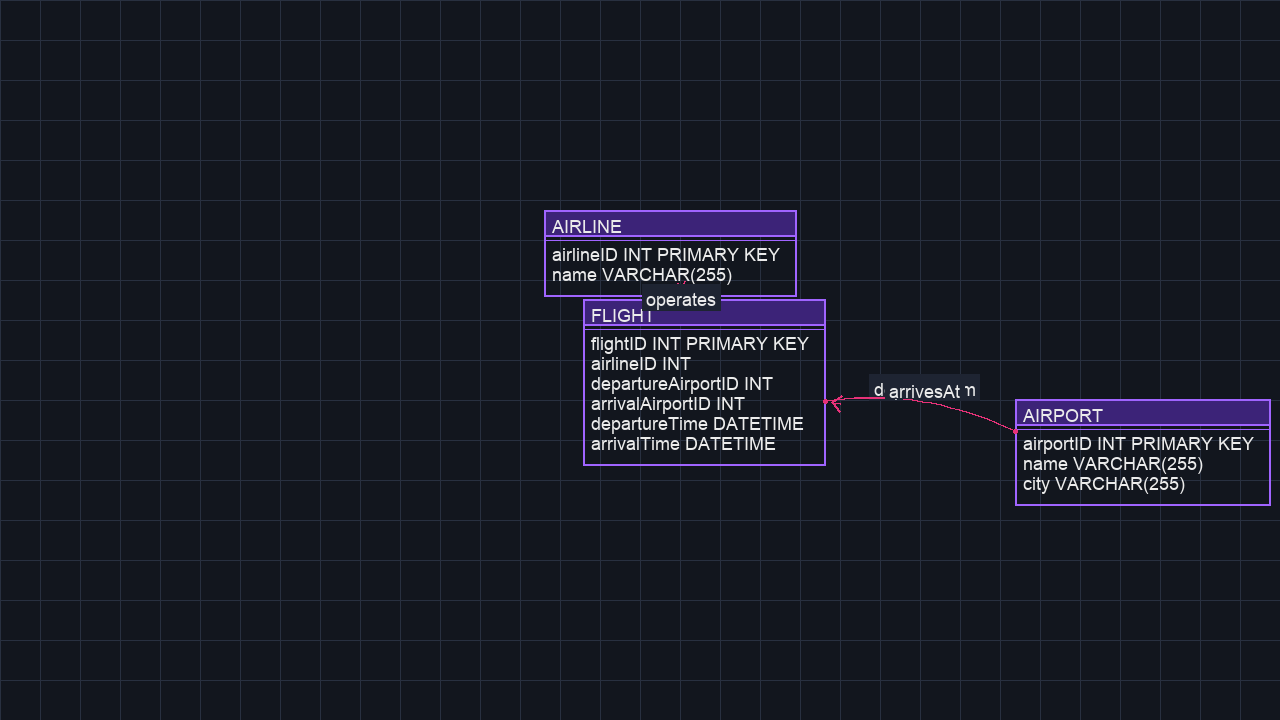 AIRLINE
airlineID INT PRIMARY KEY
name VARCHAR(255)
operates
FLIGHT
flightID INT PRIMARY KEY
airlineID INT
departureAirportID INT
arrivalAirportID INT
departureTime DATETIME
arrivalTime DATETIME
arrivesAt
AIRPORT
airportID INT PRIMARY KEY
name VARCHAR(255)
city VARCHAR(255)